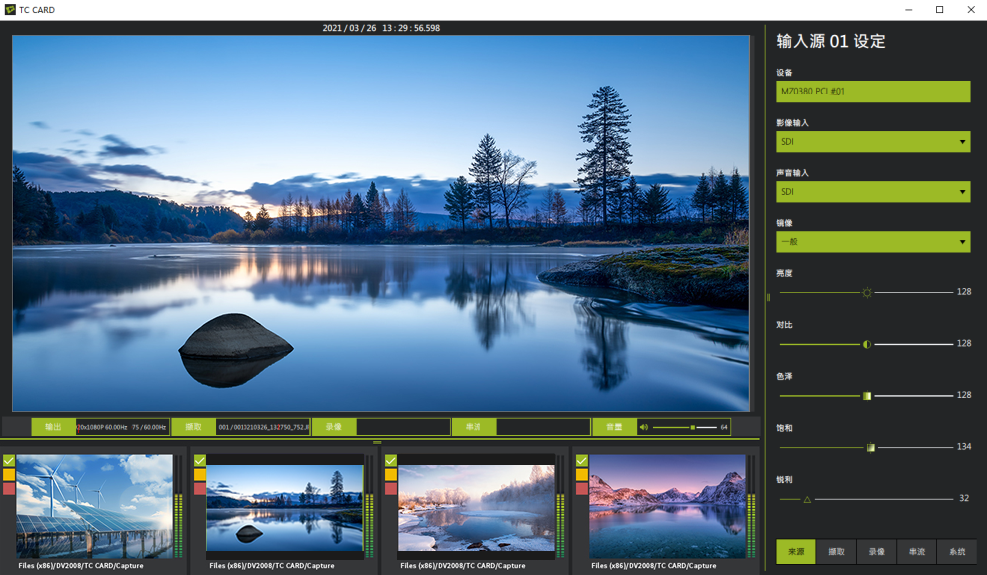 TC CARD
2021 / 03 / 26 13 : 29 : 56.598
输入源 01 设定
设备
MZ0380 PCI #01
影像输入
SDI
声音输入
SDI
镜像
一般
亮度
128
对比
128
色泽
128
饱和
134
锐利
32
输出
20x1080P 60.00Hz 75 / 60.00Hz
撷取
001 / 0013210326_132750_752.J
录像
串流
音量
64
Files (x86)/DV2008/TC CARD/Capture
Files (x86)/DV2008/TC CARD/Capture
Files (x86)/DV2008/TC CARD/Capture
Files (x86)/DV2008/TC CARD/Capture
来源 撷取 录像 串流 系统